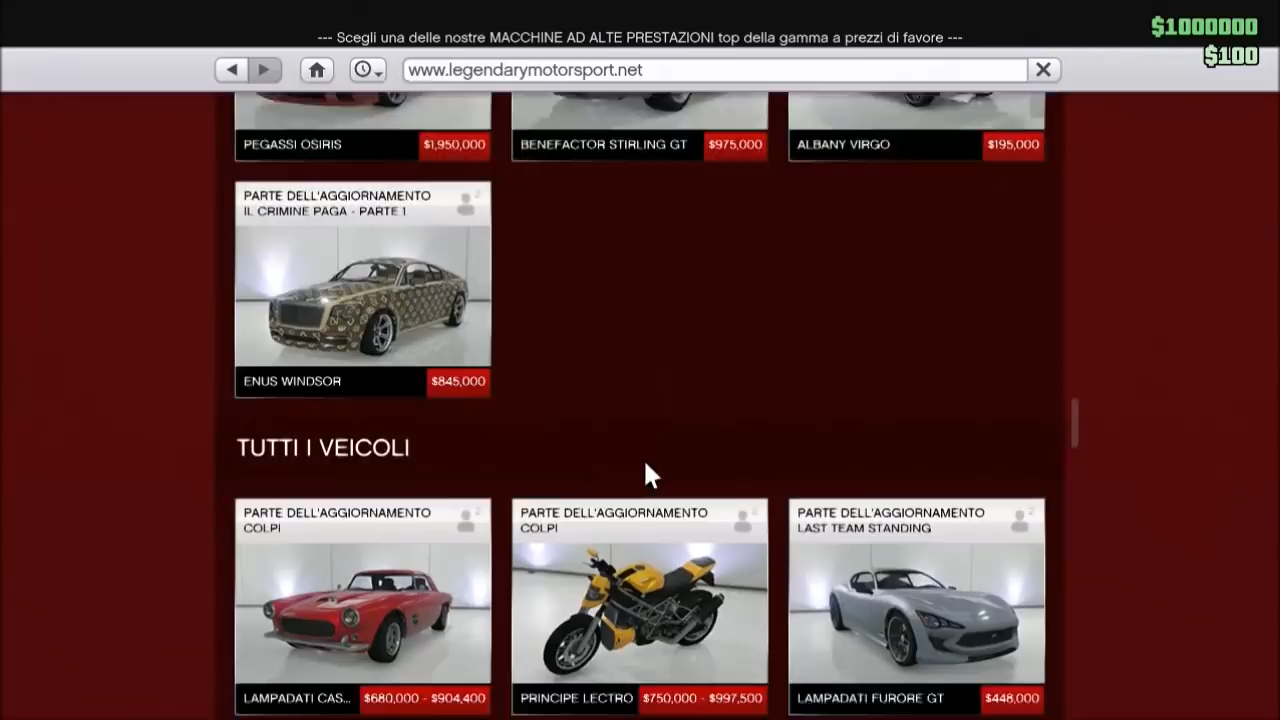 --- Scegli una delle nostre MACCHINE AD ALTE PRESTAZIONI top della gamma a prezzi di favore ---
$1000000
$100
www.legendarymotorsport.net
PEGASSI OSIRIS $1,950,000
BENEFACTOR STIRLING GT $975,000
ALBANY VIRGO $195,000
PARTE DELL'AGGIORNAMENTO
IL CRIMINE PAGA - PARTE 1
2
ENUS WINDSOR $845,000
TUTTI I VEICOLI
PARTE DELL'AGGIORNAMENTO
COLPI
2
LAMPADATI CAS... $680,000 - $904,400
PARTE DELL'AGGIORNAMENTO
COLPI
PRINCIPE LECTRO $750,000 - $997,500
PARTE DELL'AGGIORNAMENTO
LAST TEAM STANDING
2
LAMPADATI FURORE GT $448,000